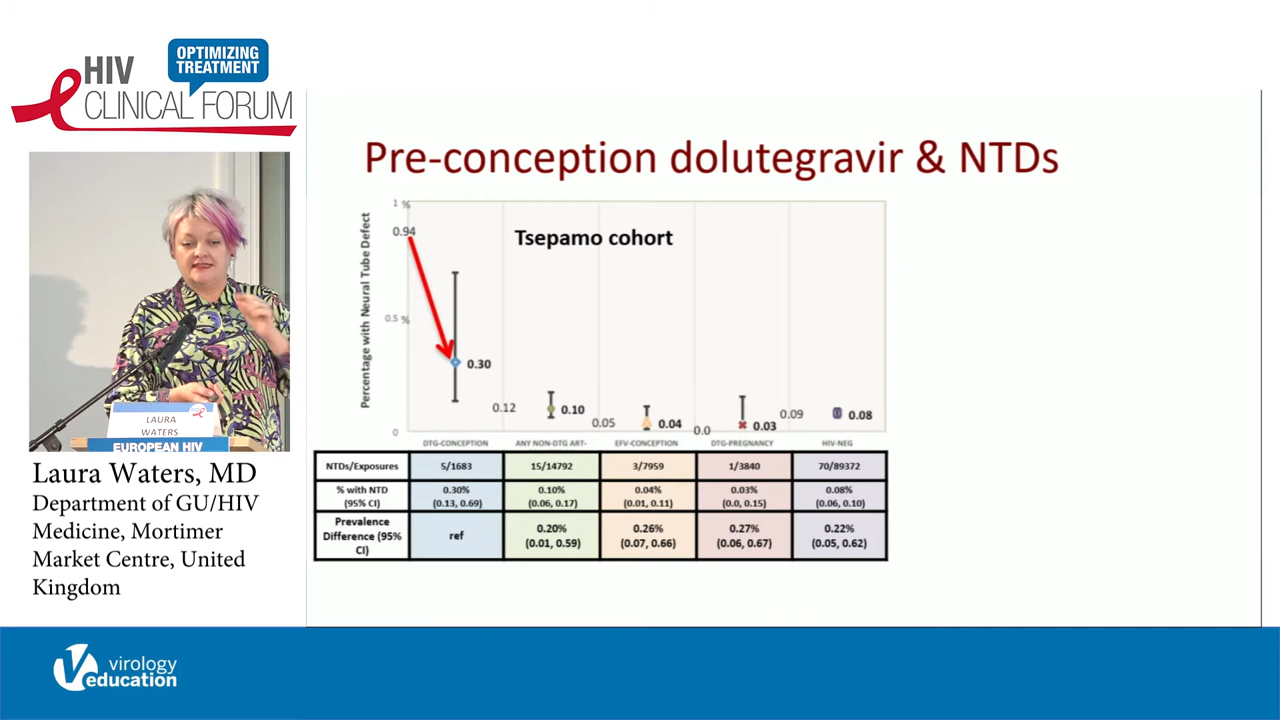 OPTIMIZING
TREATMENT
HIV
CLINICAL FORUM
LAURA
WATERS
EUROPEAN HIV
Laura Waters, MD
Department of GU/HIV
Medicine, Mortimer
Market Centre, United
Kingdom
Pre-conception dolutegravir & NTDs
Tsepamo cohort
Percentage with Neural Tube Defect
1 %
0.94
0.5 %
0
0.30
0.12
0.10
0.05
0.04
0.0
0.03
0.09
0.08
DTG-CONCEPTION ANY NON-DTG ART- EFV-CONCEPTION DTG-PREGNANCY HIV-NEG
NTDs/Exposures 5/1683 15/14792 3/7959 1/3840 70/89372
% with NTD 0.30% 0.10% 0.04% 0.03% 0.08%
(95% CI) (0.13, 0.69) (0.06, 0.17) (0.01, 0.11) (0.0, 0.15) (0.06, 0.10)
Prevalence
Difference (95%
CI)
ref
0.20% 0.26% 0.27% 0.22%
(0.01, 0.59) (0.07, 0.66) (0.06, 0.67) (0.05, 0.62)
virology
education